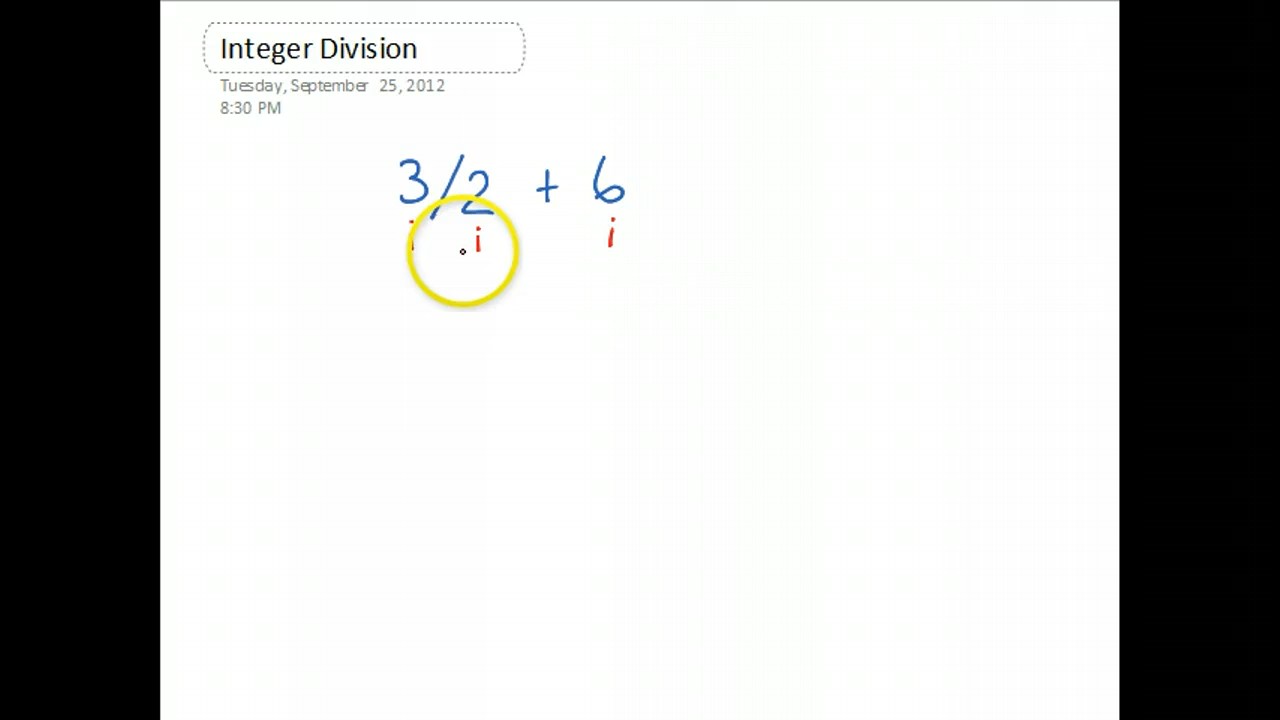 Integer Division
Tuesday, September 25, 2012
8:30 PM
3/2 + 6
i i i